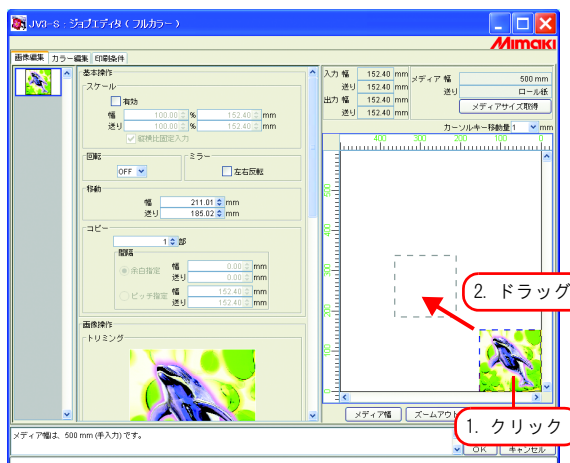 JV3-S : ジョブエディタ ( フルカラー )
Mimaki
画像編集 カラー編集 印刷条件
基本操作
スケール
有効
幅 100.00 % 152.40 mm
送り 100.00 % 152.40 mm
縦横比固定入力
回転
OFF
ミラー
左右反転
移動
幅 211.01 mm
送り 185.02 mm
コピー
1 部
間隔
余白指定 幅 0.00 mm
送り 0.00 mm
ピッチ指定 幅 152.40 mm
送り 152.40 mm
画像操作
トリミング
入力 幅 152.40 mm
送り 152.40 mm
出力 幅 152.40 mm
送り 152.40 mm
メディア 幅 500 mm
送り ロール紙
メディアサイズ取得
カーソルキー移動量 1 mm
400 300 200 100 0
2. ドラッグ
1. クリック
メディア幅 ズームアウト
メディア幅は、500 mm (手入力) です。
OK キャンセル